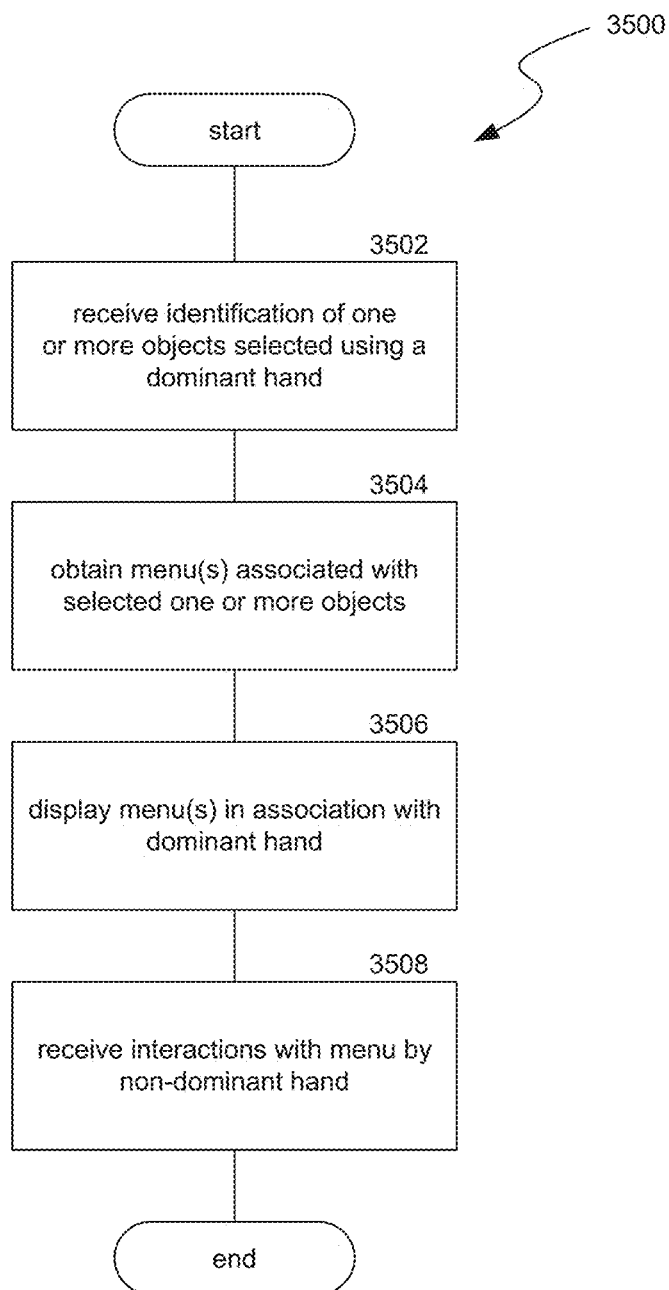 3500
start
3502
receive identification of one
or more objects selected using a
dominant hand
3504
obtain menu(s) associated with
selected one or more objects
3506
display menu(s) in association with
dominant hand
3508
receive interactions with menu by
non-dominant hand
end